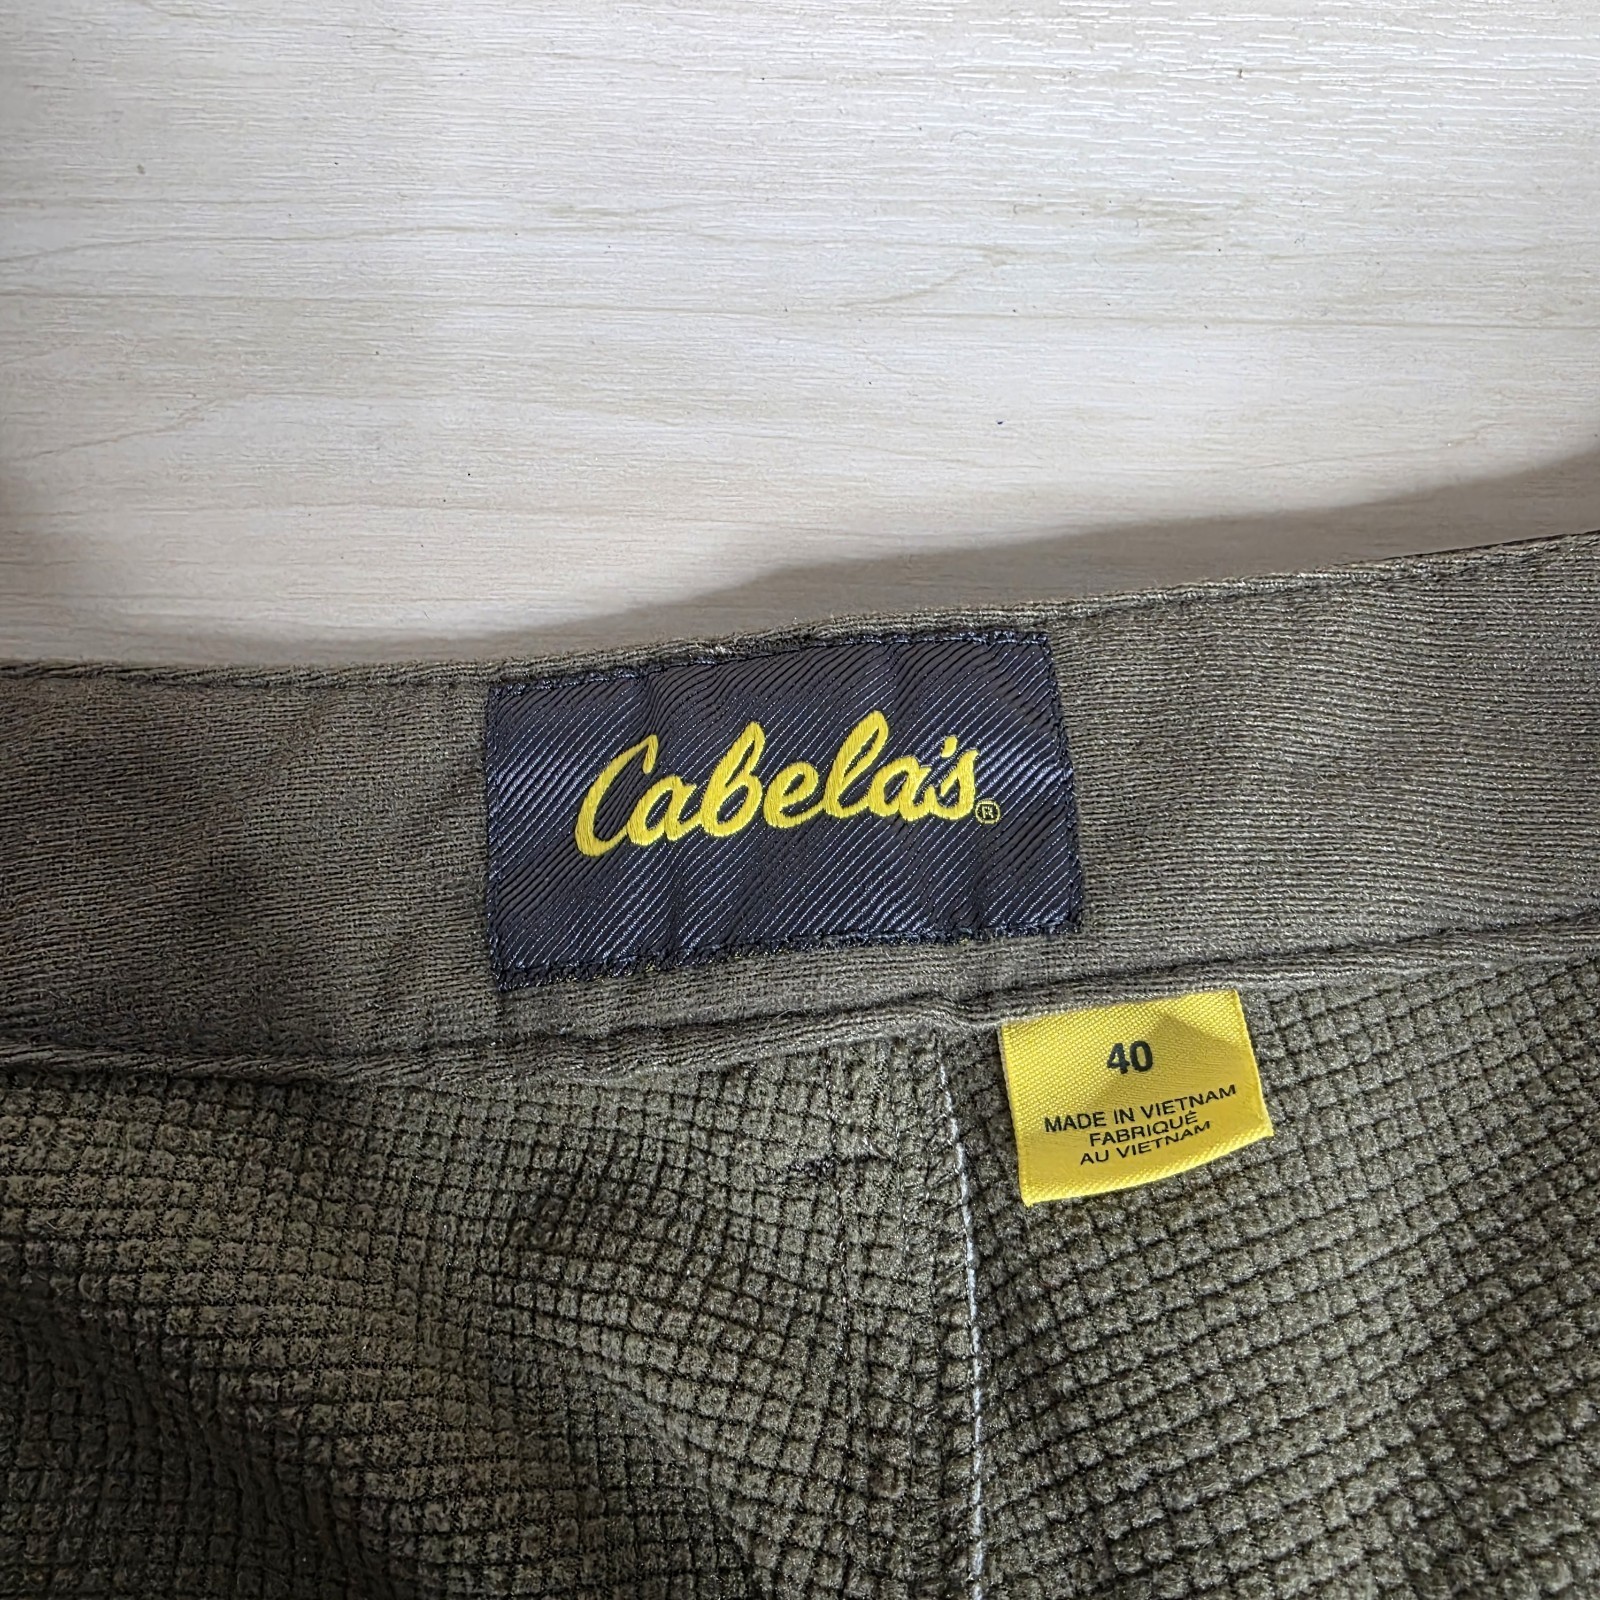 Cabela's®
40
MADE IN VIETNAM
FABRIQUÉ
AU VIETNAM